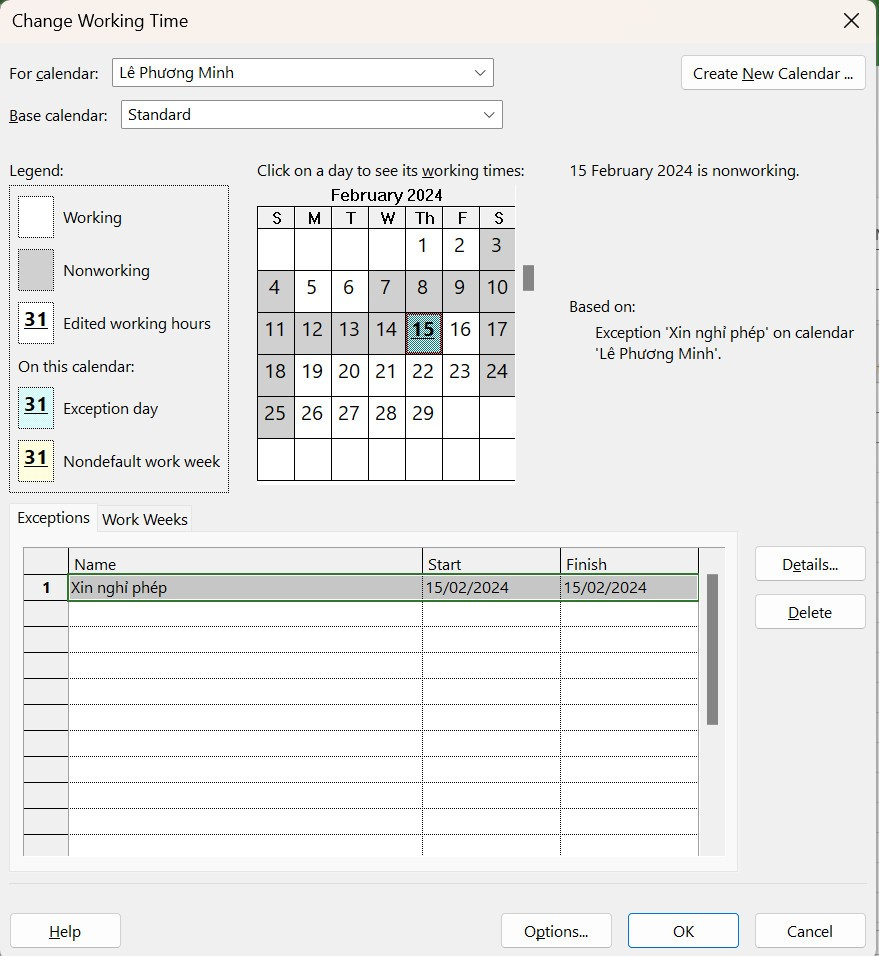 Change Working Time
For calendar: Lê Phương Minh
Create New Calendar ...
Base calendar: Standard
Legend:
Click on a day to see its working times:
15 February 2024 is nonworking.
Working
Nonworking
31 Edited working hours
On this calendar:
31 Exception day
31 Nondefault work week
February 2024
S M T W Th F S
1 2 3
4 5 6 7 8 9 10
11 12 13 14 15 16 17
18 19 20 21 22 23 24
25 26 27 28 29
Based on:
Exception 'Xin nghỉ phép' on calendar
'Lê Phương Minh'.
Exceptions Work Weeks
Name Start Finish
1 Xin nghỉ phép 15/02/2024 15/02/2024
Details...
Delete
Help Options... OK Cancel